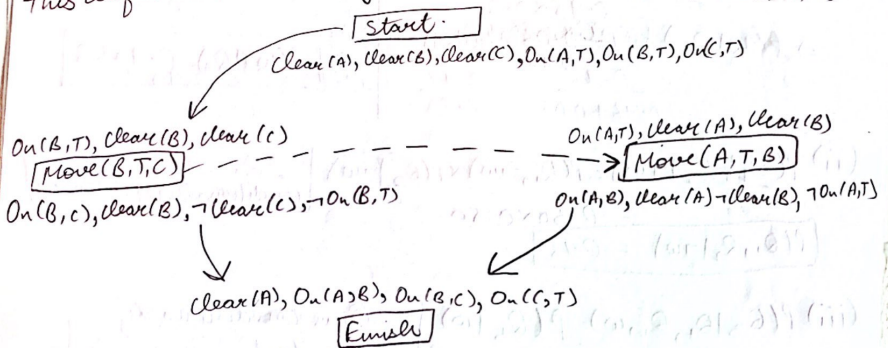 This
Start.
Clear(A), Clear(B), Clear(C), On(A,T), On(B,T), On(C,T)
On(B,T), Clear(B), Clear(C)
Move(B,T,C)
On(B,C), Clear(B), ¬Clear(C), ¬On(B,T)
On(A,T), Clear(A), Clear(B)
Move(A,T,B)
On(A,B), Clear(A) ¬Clear(B), ¬On(A,T)
Clear(A), On(A,B), On(B,C), On(C,T)
Finish